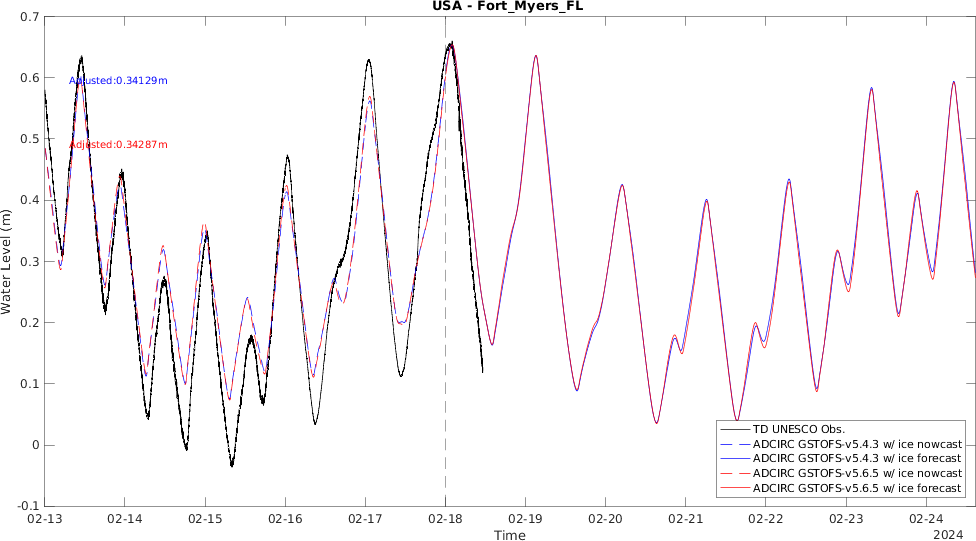 USA - Fort_Myers_FL
0.7
0.6
0.5
0.4
0.3
0.2
0.1
0
-0.1
Water Level (m)
Adjusted:0.34129m
Adjusted:0.34287m
TD UNESCO Obs.
ADCIRC GSTOFS-v5.4.3 w/ ice nowcast
ADCIRC GSTOFS-v5.4.3 w/ ice forecast
ADCIRC GSTOFS-v5.6.5 w/ ice nowcast
ADCIRC GSTOFS-v5.6.5 w/ ice forecast
02-13 02-14 02-15 02-16 02-17 02-18 02-19 02-20 02-21 02-22 02-23 02-24
Time
2024